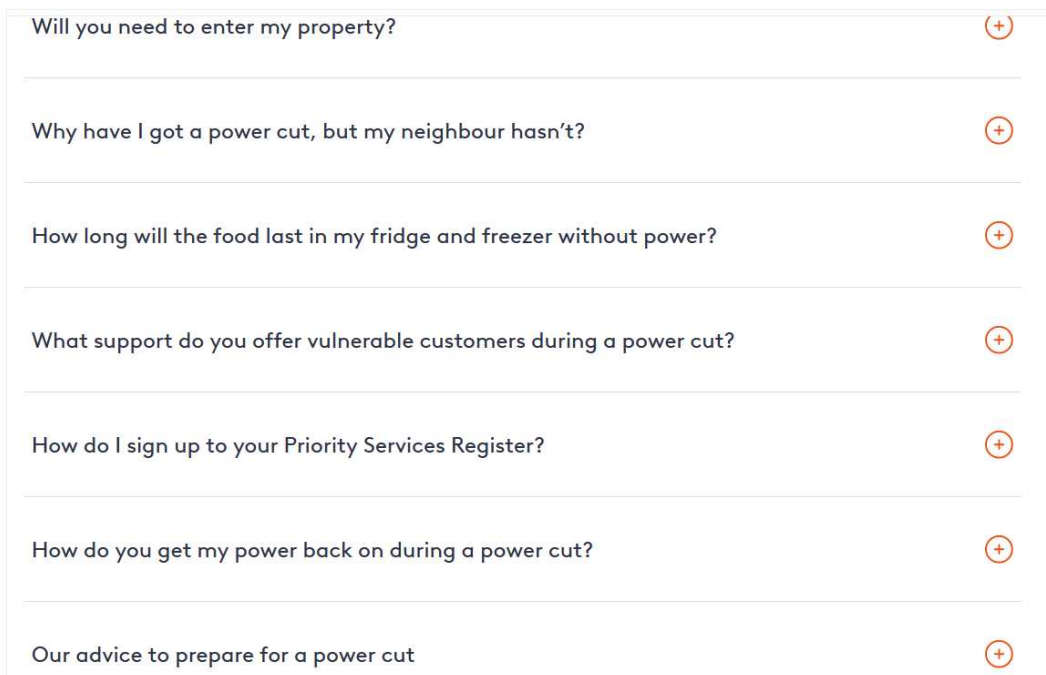 Will you need to enter my property?
Why have I got a power cut, but my neighbour hasn’t?
How long will the food last in my fridge and freezer without power?
What support do you offer vulnerable customers during a power cut?
How do I sign up to your Priority Services Register?
How do you get my power back on during a power cut?
Our advice to prepare for a power cut